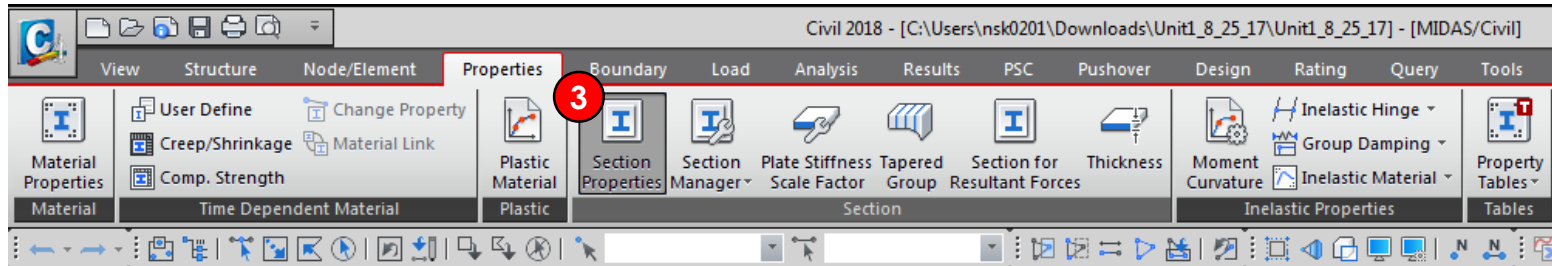 Civil 2018 - [C:\Users\nsk0201\Downloads\Unit1_8_25_17\Unit1_8_25_17] - [MIDAS/Civil]
View Structure Node/Element Properties Boundary Load Analysis Results PSC Pushover Design Rating Query Tools
3
Material Properties
User Define
Creep/Shrinkage
Comp. Strength
Change Property
Material Link
Plastic Material
Section Properties
Section Manager
Plate Stiffness Scale Factor
Tapered Group
Section for Resultant Forces
Thickness
Moment Curvature
Inelastic Hinge
Group Damping
Inelastic Material
Property Tables
Material Time Dependent Material Plastic Section Inelastic Properties Tables
N N